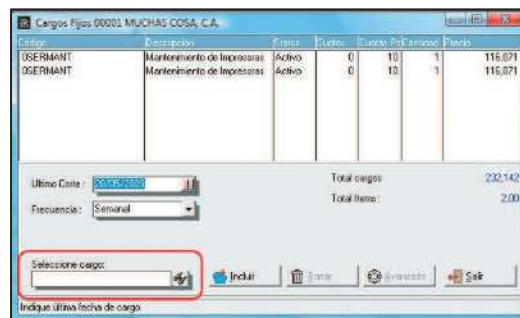 Cargos Fijos 00001 MUCHAS COSA, C.A.
Código Descripción Status Cuotas Cuotas Pd Cantidad Precio
0SERMANT Mantenimiento de Impresoras Activo 0 10 1 116,071
0SERMANT Mantenimiento de Impresoras Activo 0 10 1 116,071
Ultimo Corte : Total cargos 232,142
Frecuencia : Semanal Total Items : 2.00
Seleccione cargo:
Incluir Borrar Avanzado Salir
Indique última fecha de cargo